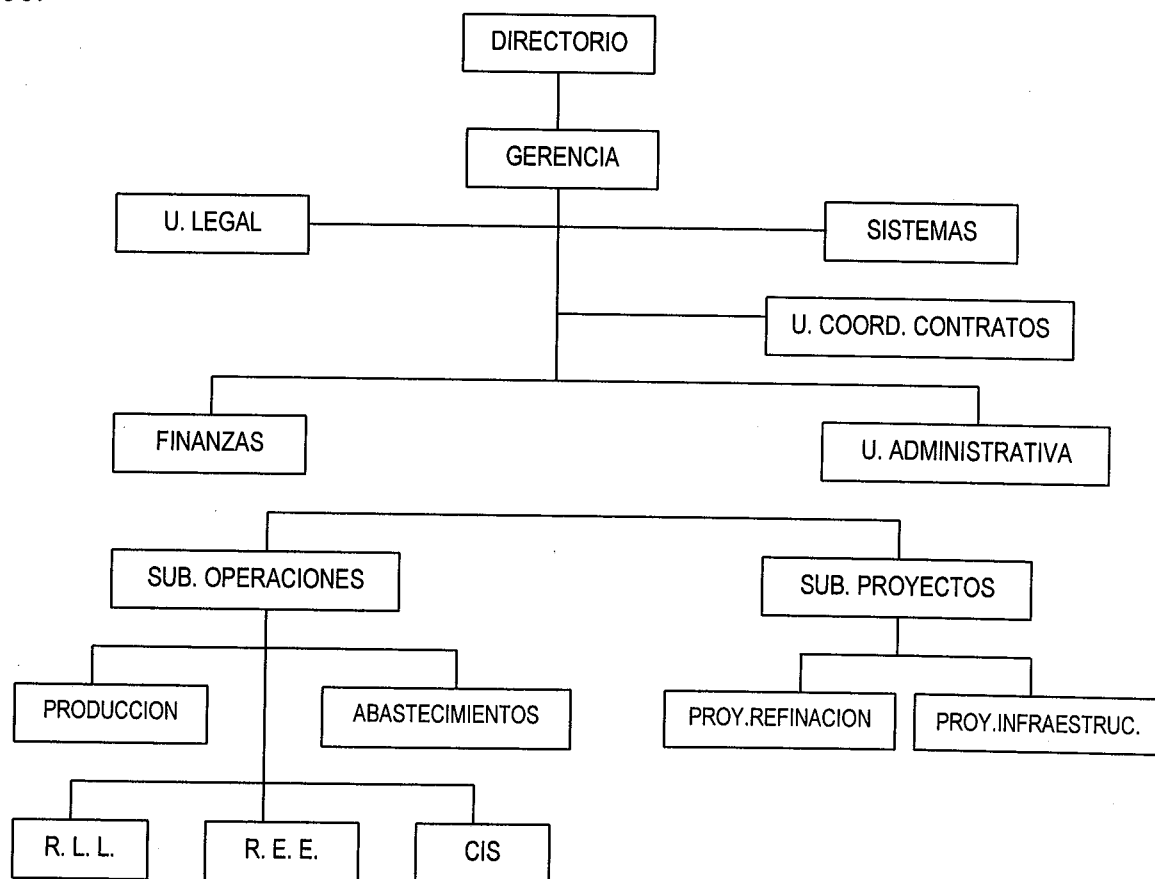 DIRECTORIO
GERENCIA
U. LEGAL
SISTEMAS
U. COORD. CONTRATOS
FINANZAS
U. ADMINISTRATIVA
SUB. OPERACIONES
SUB. PROYECTOS
PRODUCCION
ABASTECIMIENTOS
PROY.REFINACION
PROY.INFRAESTRUC.
R. L. L.
R. E. E.
CIS